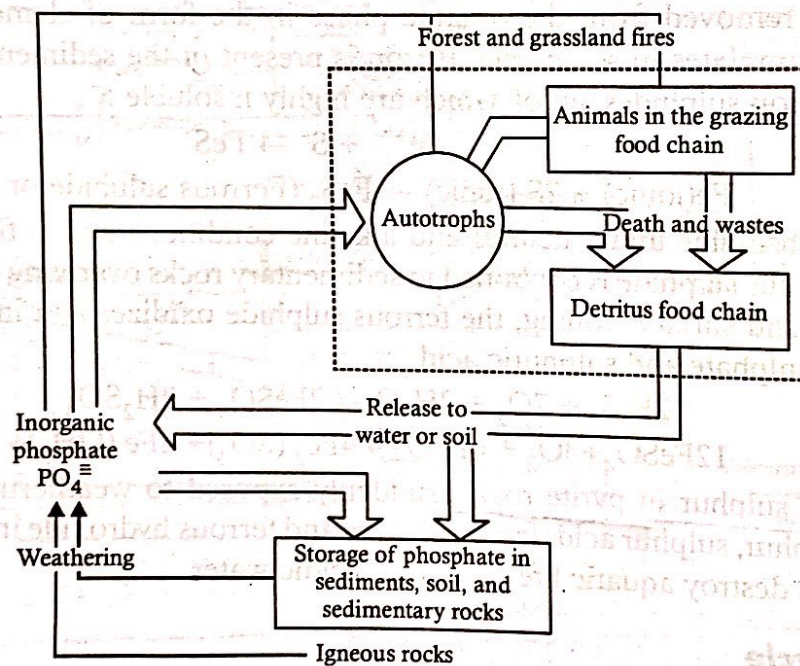 Forest and grassland fires
Animals in the grazing
food chain
Autotrophs
Death and wastes
Detritus food chain
Release to
water or soil
Inorganic
phosphate
PO₄≡
Weathering
Storage of phosphate in
sediments, soil, and
sedimentary rocks
Igneous rocks